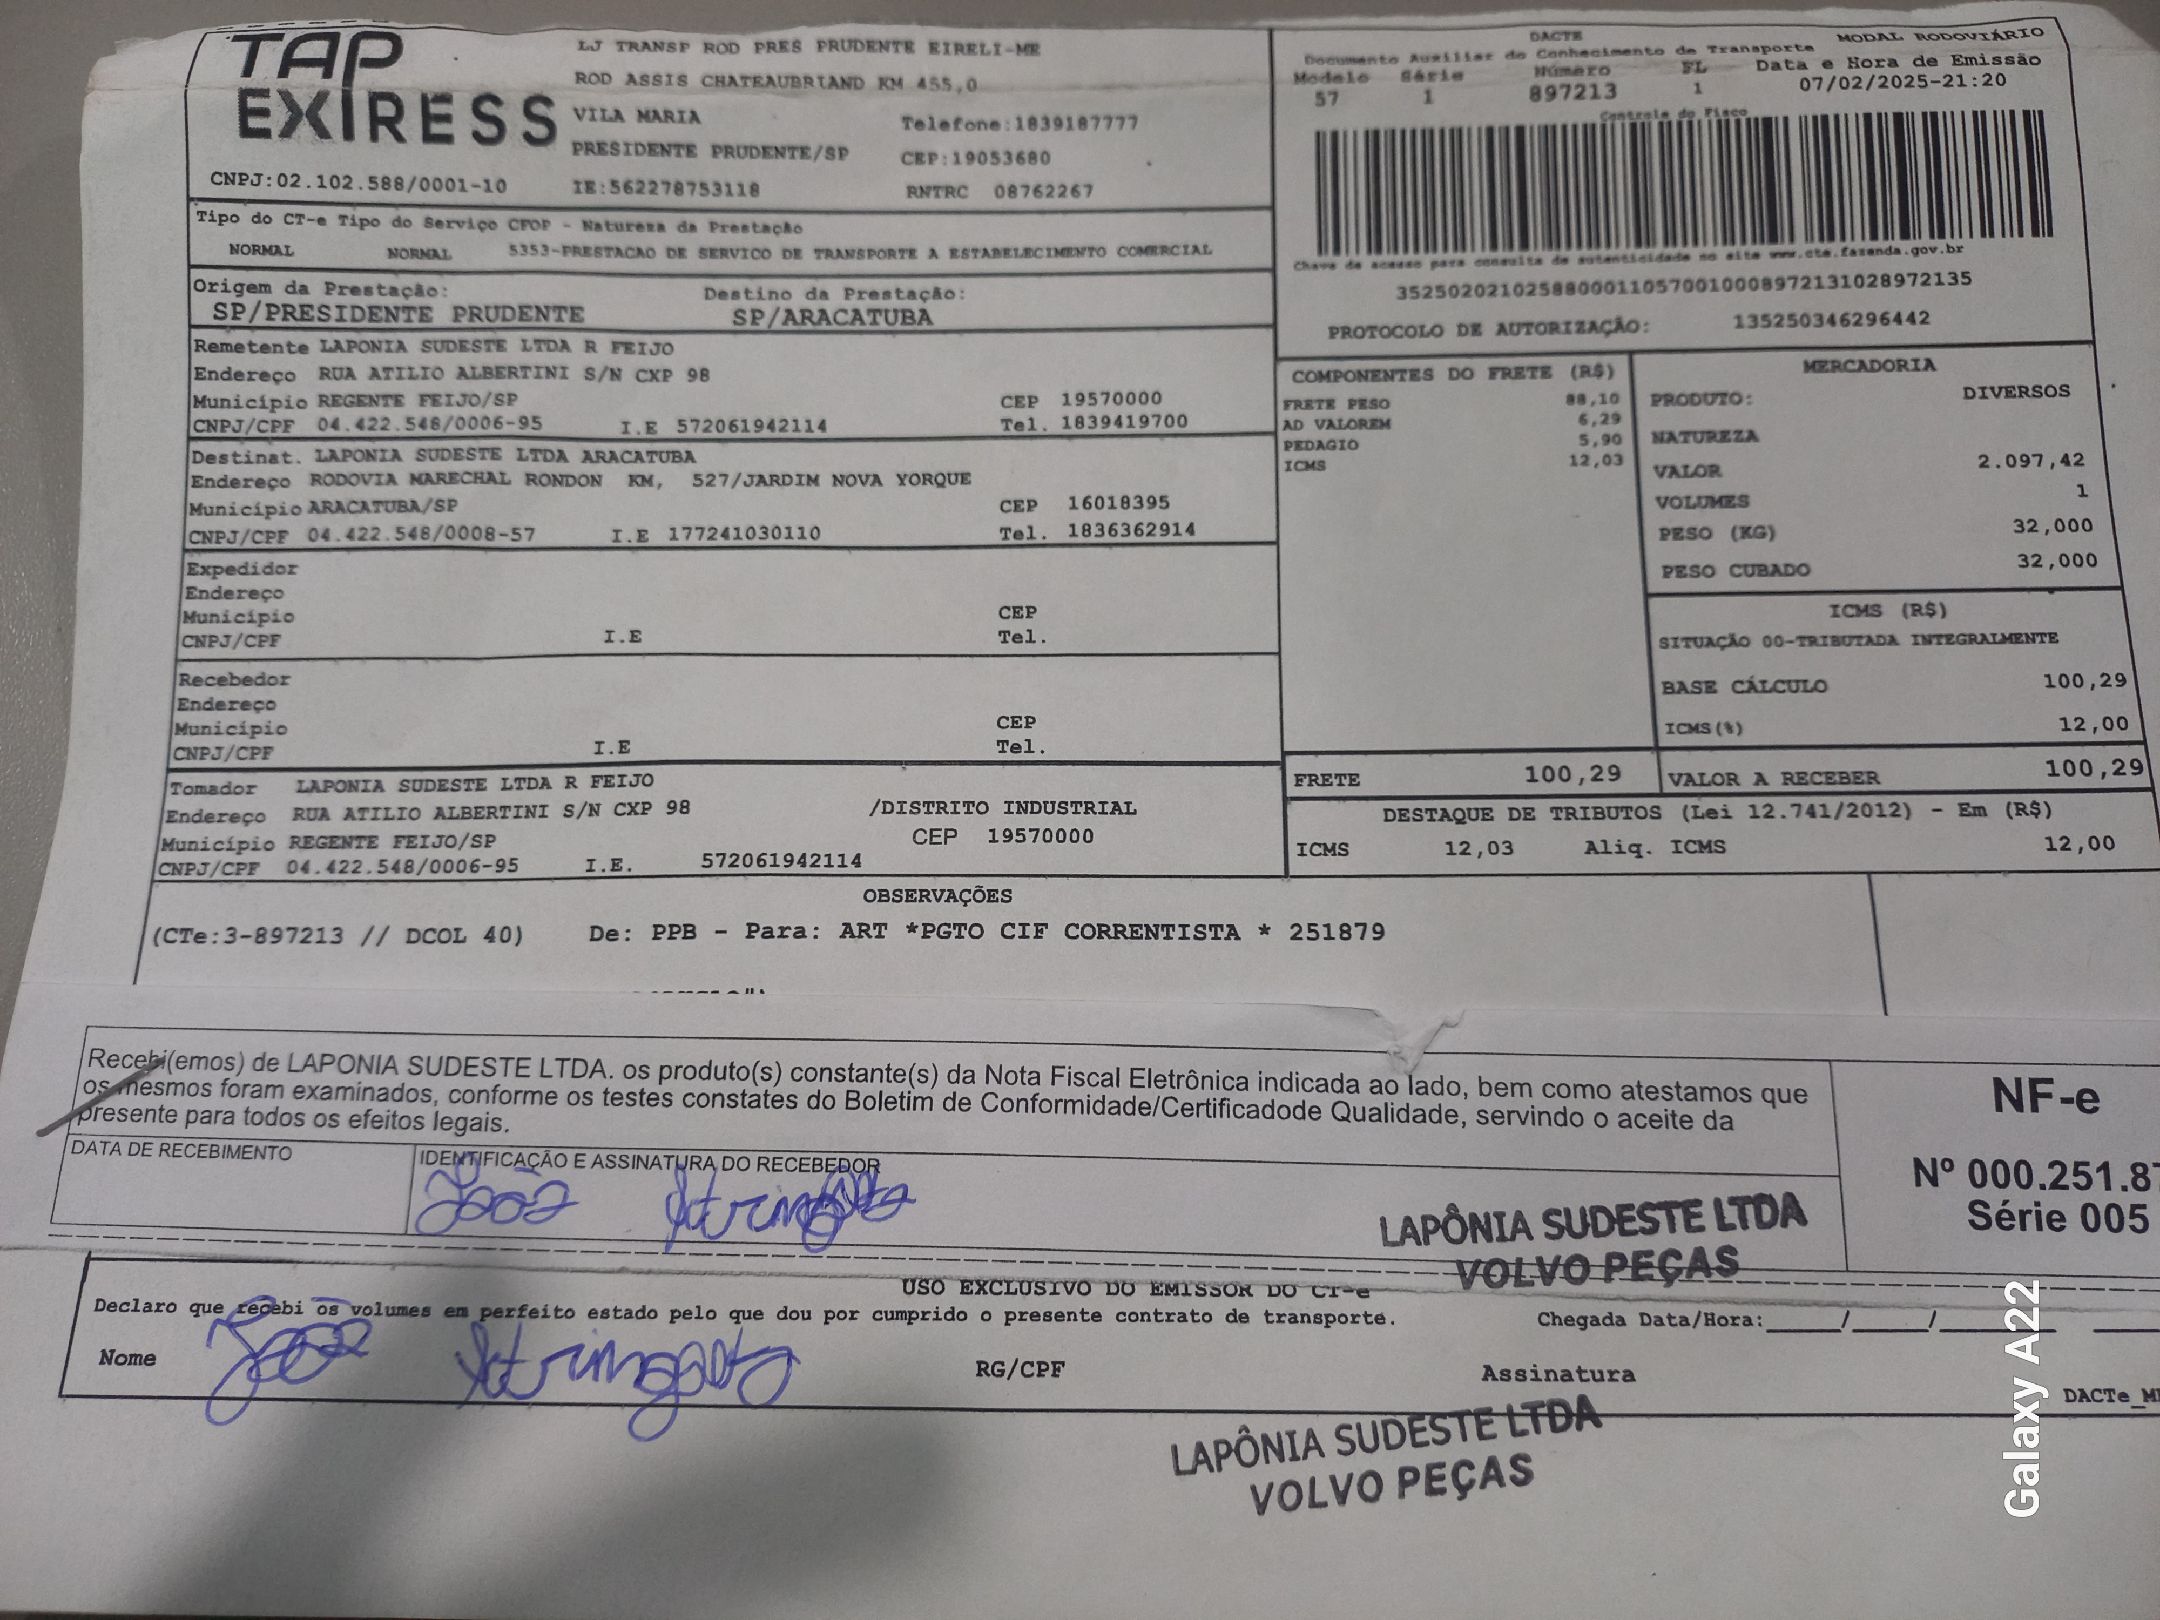 TAP
EXPRESS
CNPJ:02.102.588/0001-10
LJ TRANSP ROD PRES PRUDENTE EIRELI-ME
ROD ASSIS CHATEAUBRIAND KM 455,0
VILA MARIA Telefone:1839187777
PRESIDENTE PRUDENTE/SP CEP:19053680
IE:562278753118 RNTRC 08762267
DACTE MODAL RODOVIÁRIO
Documento Auxiliar do Conhecimento de Transporte
Modelo Série Número FL Data e Hora de Emissão
57 1 897213 1 07/02/2025-21:20
Controle do Fisco
Chave de acesso para consulta de autenticidade no site www.cte.fazenda.gov.br
35250202102588000110570010008972131028972135
PROTOCOLO DE AUTORIZAÇÃO: 135250346296442
Tipo do CT-e Tipo do Serviço CFOP - Natureza da Prestação
NORMAL NORMAL 5353-PRESTACAO DE SERVICO DE TRANSPORTE A ESTABELECIMENTO COMERCIAL
Origem da Prestação: Destino da Prestação:
SP/PRESIDENTE PRUDENTE SP/ARACATUBA
Remetente LAPONIA SUDESTE LTDA R FEIJO
Endereço RUA ATILIO ALBERTINI S/N CXP 98
Município REGENTE FEIJO/SP CEP 19570000
CNPJ/CPF 04.422.548/0006-95 I.E 572061942114 Tel. 1839419700
Destinat. LAPONIA SUDESTE LTDA ARACATUBA
Endereço RODOVIA MARECHAL RONDON KM, 527/JARDIM NOVA YORQUE
Município ARACATUBA/SP CEP 16018395
CNPJ/CPF 04.422.548/0008-57 I.E 177241030110 Tel. 1836362914
Expedidor
Endereço
Município CEP
CNPJ/CPF I.E Tel.
Recebedor
Endereço
Município CEP
CNPJ/CPF I.E Tel.
Tomador LAPONIA SUDESTE LTDA R FEIJO
Endereço RUA ATILIO ALBERTINI S/N CXP 98 /DISTRITO INDUSTRIAL
Município REGENTE FEIJO/SP CEP 19570000
CNPJ/CPF 04.422.548/0006-95 I.E. 572061942114
COMPONENTES DO FRETE (R$)
FRETE PESO 88,10
AD VALOREM 6,29
PEDAGIO 5,90
ICMS 12,03
MERCADORIA
PRODUTO: DIVERSOS
NATUREZA
VALOR 2.097,42
VOLUMES 1
PESO (KG) 32,000
PESO CUBADO 32,000
ICMS (R$)
SITUAÇÃO 00-TRIBUTADA INTEGRALMENTE
BASE CÁLCULO 100,29
ICMS(%) 12,00
FRETE 100,29 VALOR A RECEBER 100,29
DESTAQUE DE TRIBUTOS (Lei 12.741/2012) - Em (R$)
ICMS 12,03 Aliq. ICMS 12,00
OBSERVAÇÕES
(CTe:3-897213 // DCOL 40) De: PPB - Para: ART *PGTO CIF CORRENTISTA * 251879
Recebi(emos) de LAPONIA SUDESTE LTDA. os produto(s) constante(s) da Nota Fiscal Eletrônica indicada ao lado, bem como atestamos que
os mesmos foram examinados, conforme os testes constates do Boletim de Conformidade/Certificadode Qualidade, servindo o aceite da
presente para todos os efeitos legais.
DATA DE RECEBIMENTO IDENTIFICAÇÃO E ASSINATURA DO RECEBEDOR
João
NF-e
Nº 000.251.87
Série 005
LAPÔNIA SUDESTE LTDA
VOLVO PEÇAS
USO EXCLUSIVO DO EMISSOR DO CT-e
Declaro que recebi os volumes em perfeito estado pelo que dou por cumprido o presente contrato de transporte. Chegada Data/Hora:_____/_____/_____
Nome João RG/CPF Assinatura
DACTe_M
LAPÔNIA SUDESTE LTDA
VOLVO PEÇAS
Galaxy A22